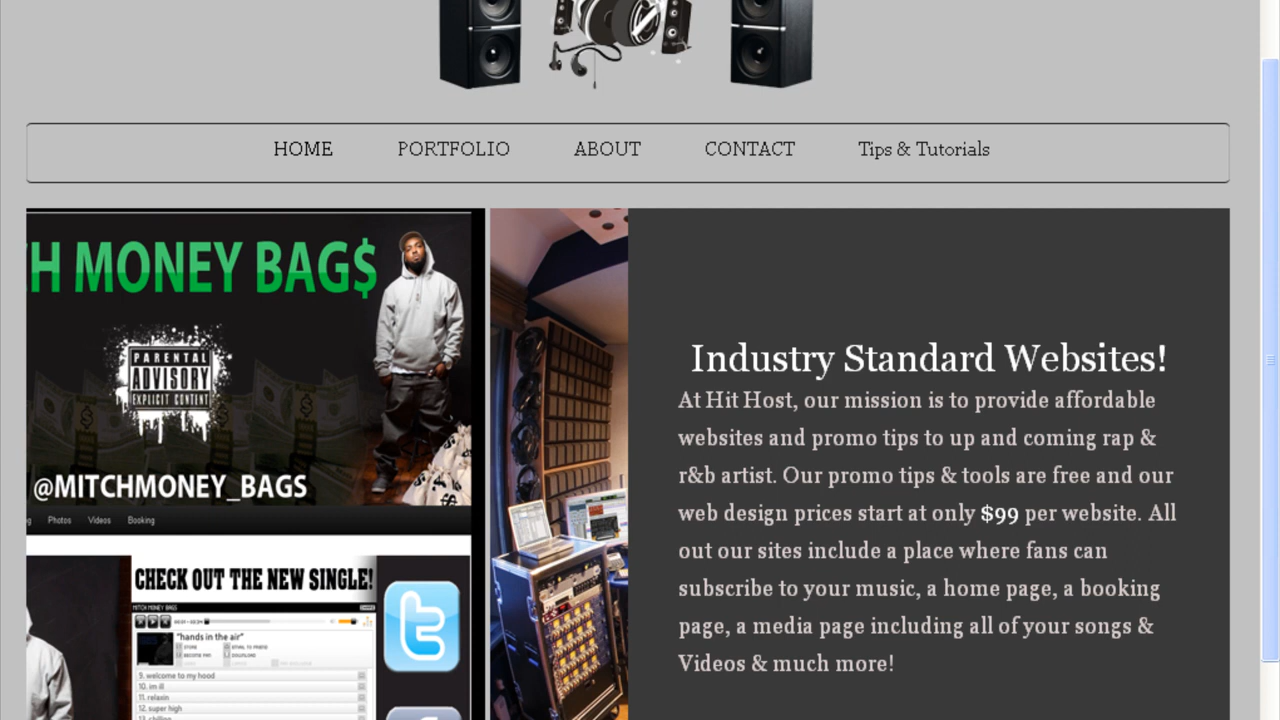 HOME PORTFOLIO ABOUT CONTACT Tips & Tutorials
H MONEY BAG$
PARENTAL
ADVISORY
EXPLICIT CONTENT
@MITCHMONEY_BAGS
Photos Videos Booking
CHECK OUT THE NEW SINGLE!
MITCH MONEY BAGS
"hands in the air"
9. welcome to my hood
10. im ill
11. relaxin
12. super high
13. chilling
Industry Standard Websites!
At Hit Host, our mission is to provide affordable
websites and promo tips to up and coming rap &
r&b artist. Our promo tips & tools are free and our
web design prices start at only $99 per website. All
out our sites include a place where fans can
subscribe to your music, a home page, a booking
page, a media page including all of your songs &
Videos & much more!